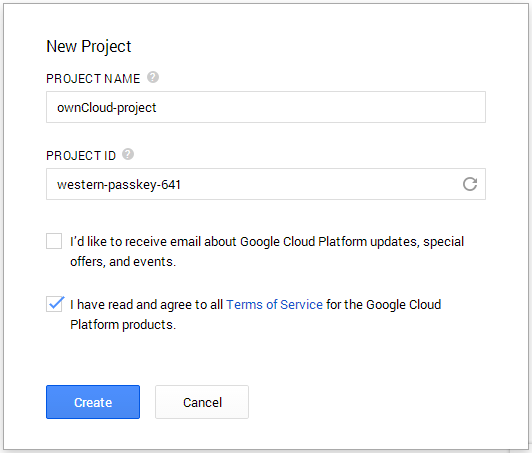 New Project
PROJECT NAME ?
ownCloud-project
PROJECT ID ?
western-passkey-641
I'd like to receive email about Google Cloud Platform updates, special
offers, and events.
I have read and agree to all Terms of Service for the Google Cloud
Platform products.
Create Cancel